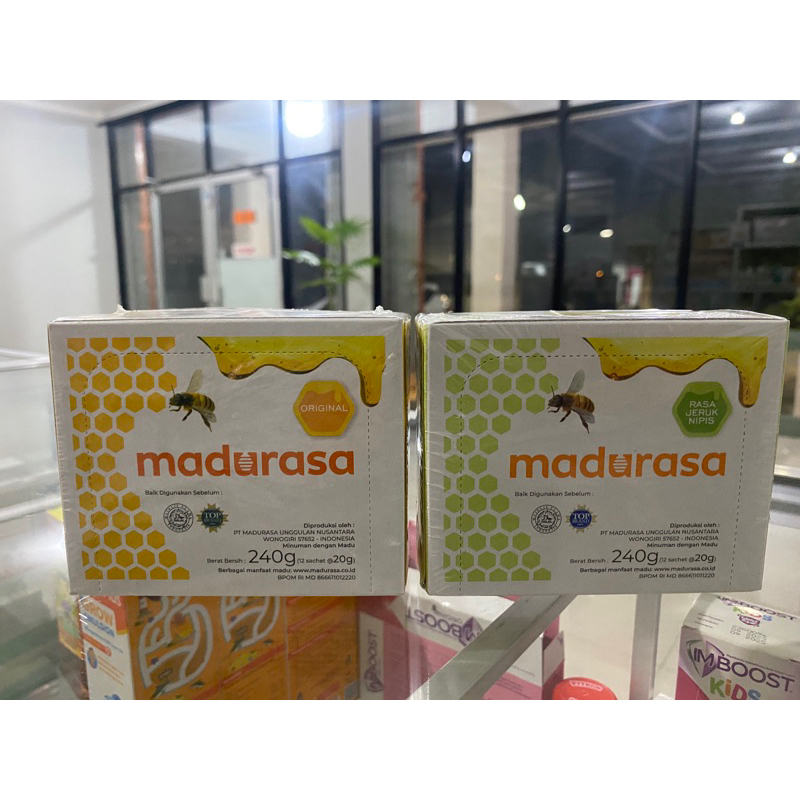 ORIGINAL
madurasa
Baik Digunakan Sebelum :
TOP
Diproduksi oleh :
PT MADURASA UNGGULAN NUSANTARA
WONOGIRI 57652 - INDONESIA
Minuman dengan Madu
Berat Bersih : 240g (12 sachet @20g)
Berbagai manfaat madu: www.madurasa.co.id
BPOM RI MD 866611011220
RASA
JERUK
NIPIS
madurasa
Baik Digunakan Sebelum :
TOP
BRAND
Diproduksi oleh :
PT MADURASA UNGGULAN NUSANTARA
WONOGIRI 57652 - INDONESIA
Minuman dengan Madu
Berat Bersih : 240g (12 sachet @20g)
Berbagai manfaat madu: www.madurasa.co.id
BPOM RI MD 866611011220
GROW
IMBOOST
IMBOOST
KiDS